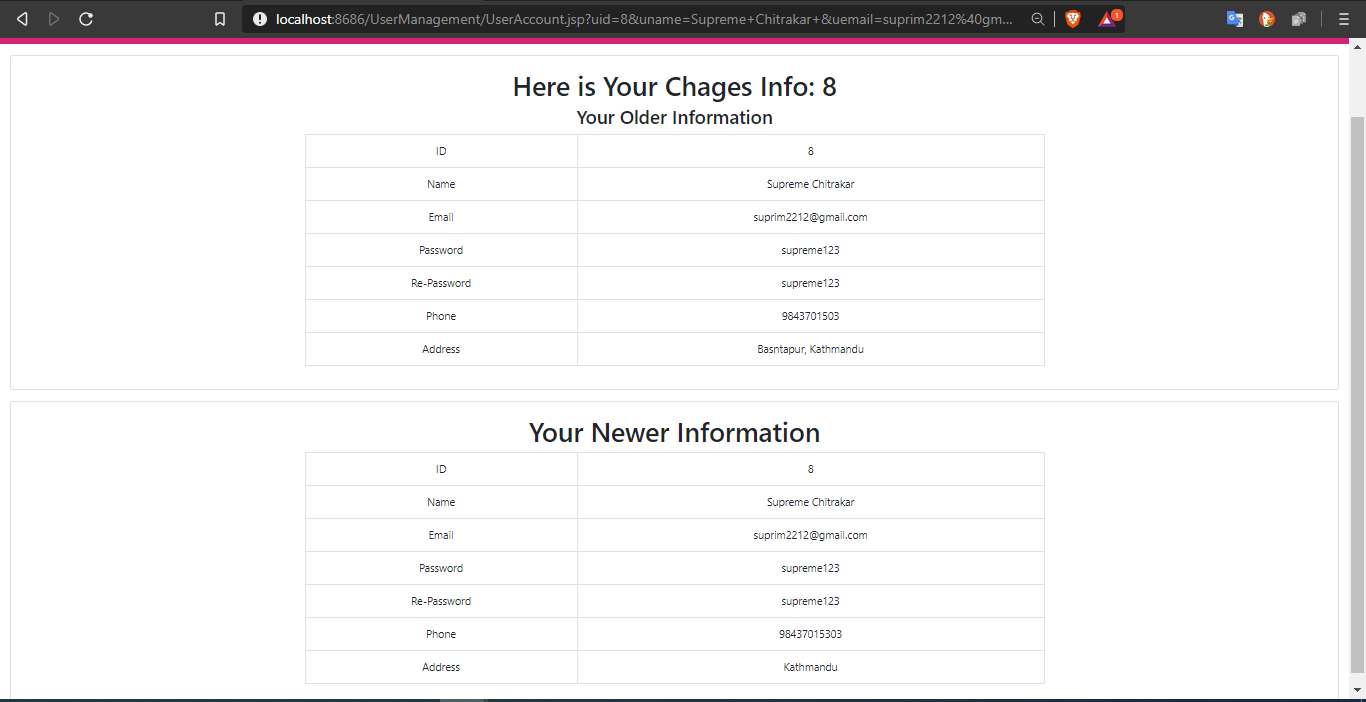 localhost:8686/UserManagement/UserAccount.jsp?uid=8&uname=Supreme+Chitrakar+&uemail=suprim2212%40gm...
1
Here is Your Chages Info: 8
Your Older Information
ID 8
Name Supreme Chitrakar
Email suprim2212@gmail.com
Password supreme123
Re-Password supreme123
Phone 9843701503
Address Basntapur, Kathmandu
Your Newer Information
ID 8
Name Supreme Chitrakar
Email suprim2212@gmail.com
Password supreme123
Re-Password supreme123
Phone 98437015303
Address Kathmandu